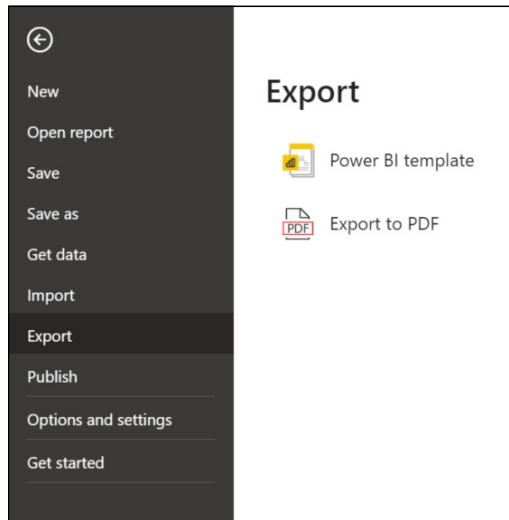 New
Open report
Save
Save as
Get data
Import
Export
Publish
Options and settings
Get started
Export
Power BI template
PDF
Export to PDF